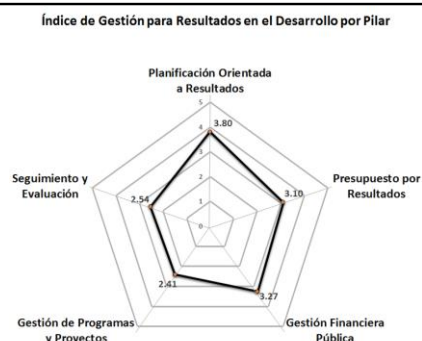 Índice de Gestión para Resultados en el Desarrollo por Pilar
Planificación Orientada
a Resultados
5
3.80
4
3
2
1
0
Seguimiento y
Evaluación
2.54
3.10
Presupuesto por
Resultados
2.41
3.27
Gestión de Programas
y Proyectos
Gestión Financiera
Pública